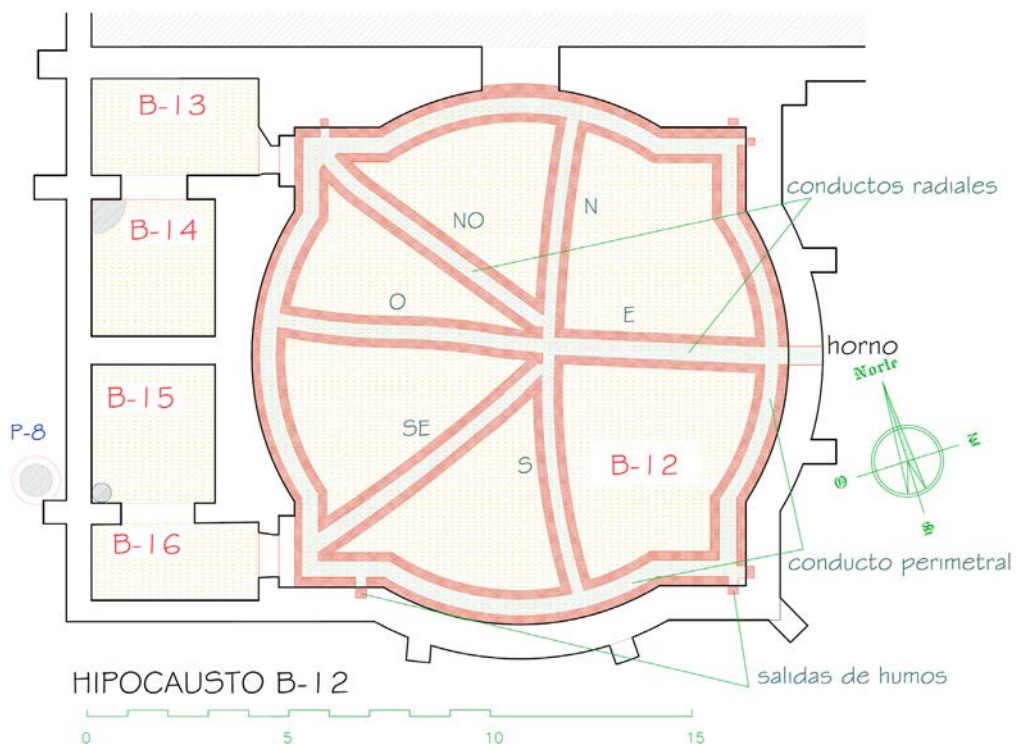 B-13
conductos radiales
NO
N
B-14
O
E
horno
Norte
B-15
E
P-8
SE
B-12
S
O
S
B-16
conducto perimetral
HIPOCAUSTO B-12
salidas de humos
0
5
10
15